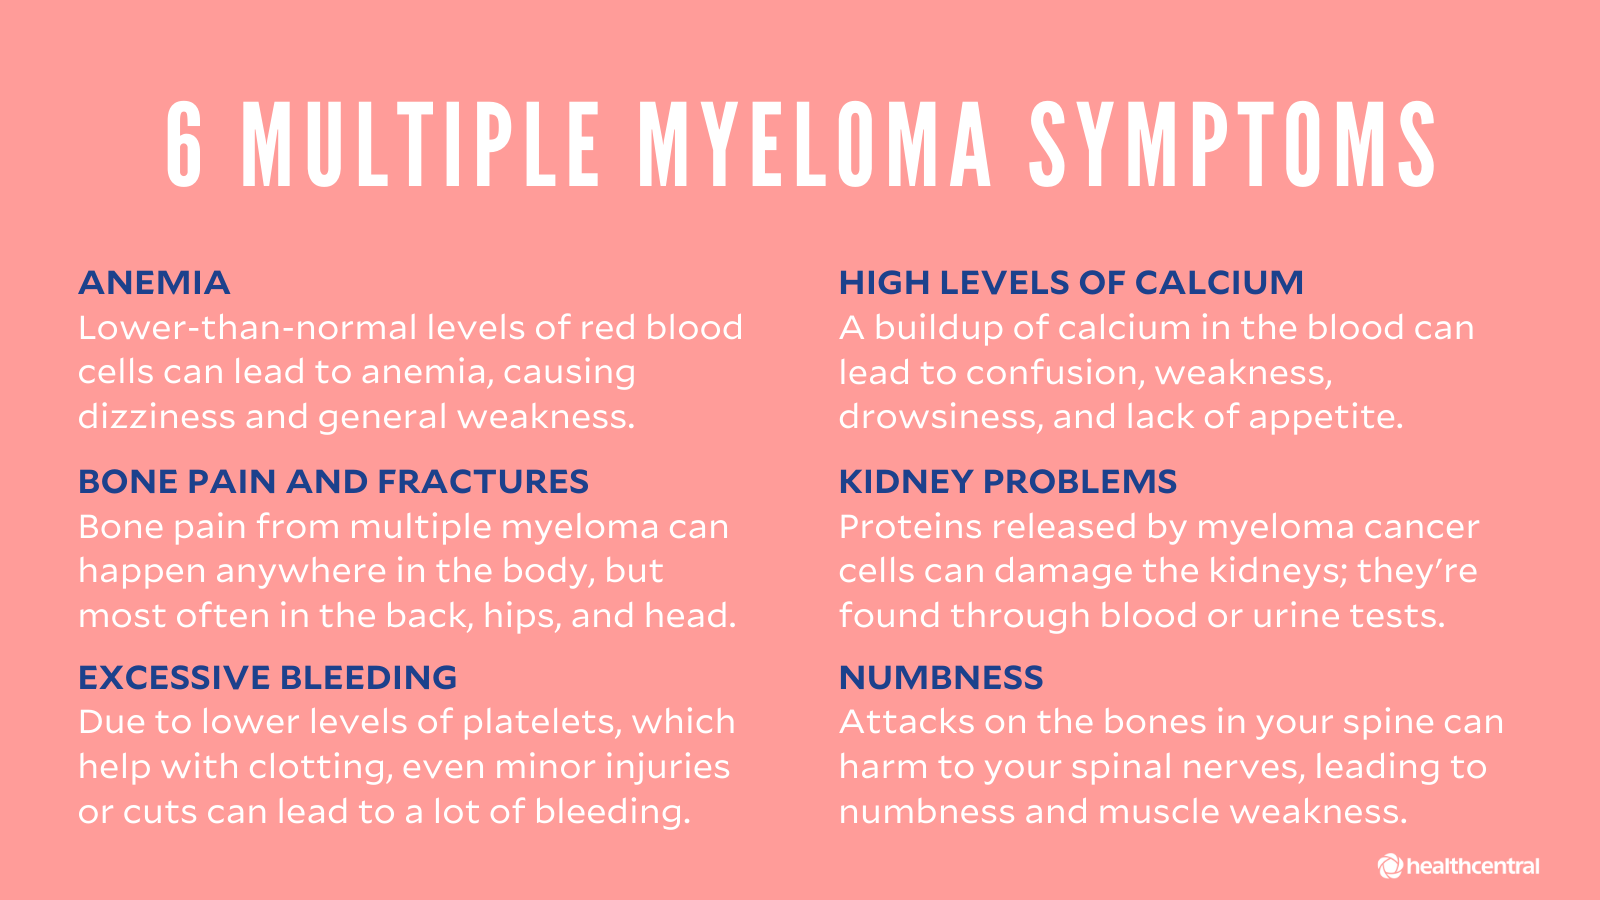 6 MULTIPLE MYELOMA SYMPTOMS
ANEMIA
Lower-than-normal levels of red blood
cells can lead to anemia, causing
dizziness and general weakness.
BONE PAIN AND FRACTURES
Bone pain from multiple myeloma can
happen anywhere in the body, but
most often in the back, hips, and head.
EXCESSIVE BLEEDING
Due to lower levels of platelets, which
help with clotting, even minor injuries
or cuts can lead to a lot of bleeding.
HIGH LEVELS OF CALCIUM
A buildup of calcium in the blood can
lead to confusion, weakness,
drowsiness, and lack of appetite.
KIDNEY PROBLEMS
Proteins released by myeloma cancer
cells can damage the kidneys; they're
found through blood or urine tests.
NUMBNESS
Attacks on the bones in your spine can
harm to your spinal nerves, leading to
numbness and muscle weakness.
healthcentral